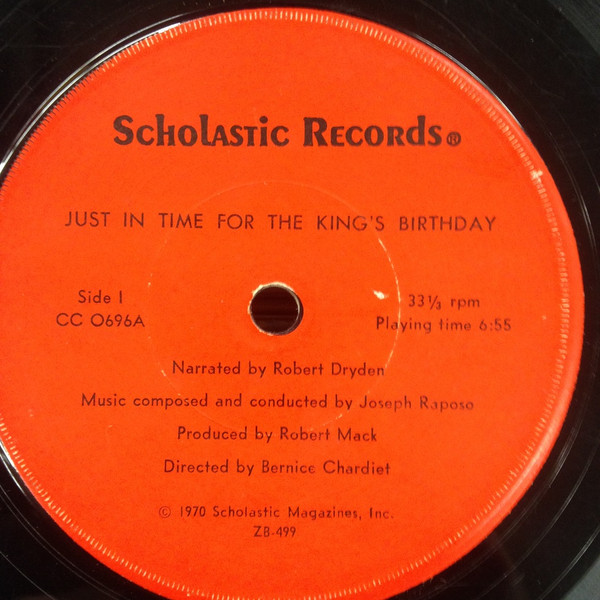 Scholastic Records®
JUST IN TIME FOR THE KING'S BIRTHDAY
Side 1
CC 0696A
33⅓ rpm
Playing time 6:55
Narrated by Robert Dryden
Music composed and conducted by Joseph Raposo
Produced by Robert Mack
Directed by Bernice Chardiet
© 1970 Scholastic Magazines, Inc.
ZB-499